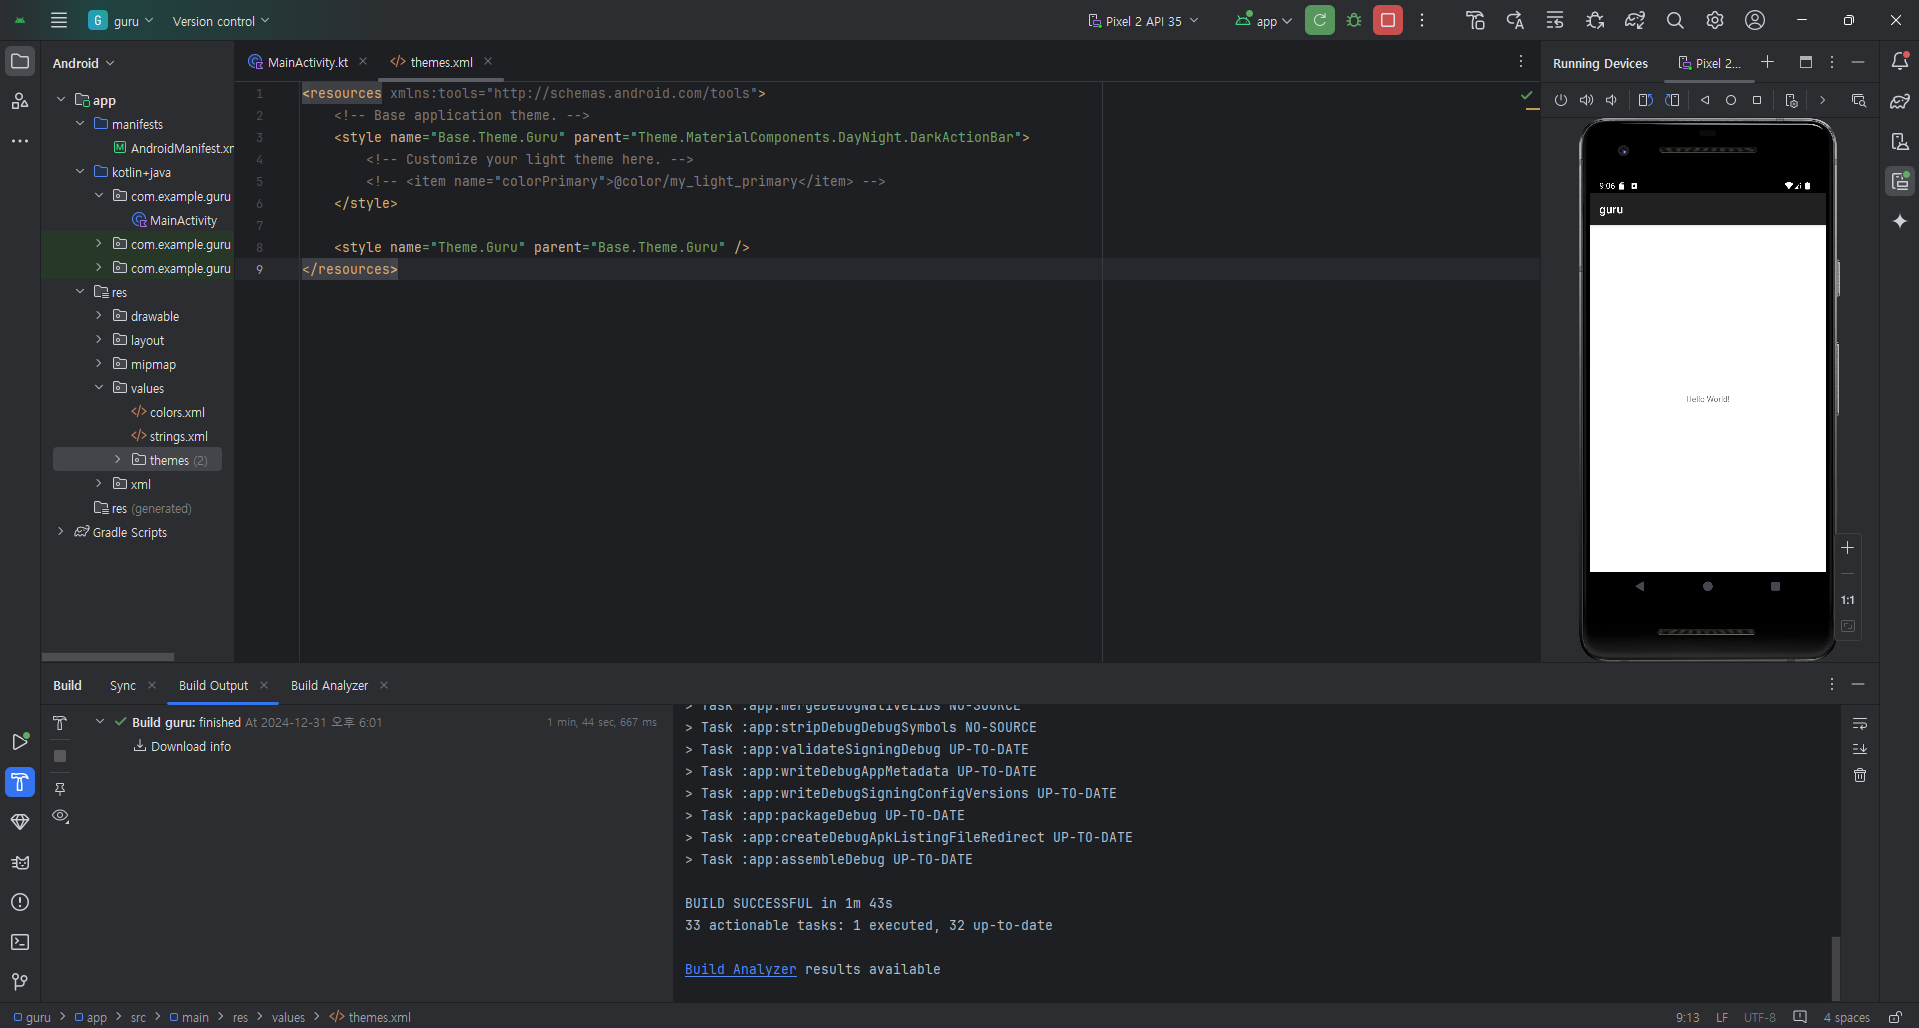 G guru Version control Pixel 2 API 35 app
Android
app
manifests
AndroidManifest.xm
kotlin+java
com.example.guru
MainActivity
com.example.guru
com.example.guru
res
drawable
layout
mipmap
values
colors.xml
strings.xml
themes (2)
xml
res (generated)
Gradle Scripts
MainActivity.kt themes.xml
1 <resources xmlns:tools="http://schemas.android.com/tools">
2 <!-- Base application theme. -->
3 <style name="Base.Theme.Guru" parent="Theme.MaterialComponents.DayNight.DarkActionBar">
4 <!-- Customize your light theme here. -->
5 <!-- <item name="colorPrimary">@color/my_light_primary</item> -->
6 </style>
7
8 <style name="Theme.Guru" parent="Base.Theme.Guru" />
9 </resources>
Running Devices Pixel 2...
9:06
guru
Hello World!
1:1
Build Sync Build Output Build Analyzer
Build guru: finished At 2024-12-31 오후 6:01 1 min, 44 sec, 667 ms
Download info
> Task :app:mergeDebugNativeLibs NO-SOURCE
> Task :app:stripDebugDebugSymbols NO-SOURCE
> Task :app:validateSigningDebug UP-TO-DATE
> Task :app:writeDebugAppMetadata UP-TO-DATE
> Task :app:writeDebugSigningConfigVersions UP-TO-DATE
> Task :app:packageDebug UP-TO-DATE
> Task :app:createDebugApkListingFileRedirect UP-TO-DATE
> Task :app:assembleDebug UP-TO-DATE
BUILD SUCCESSFUL in 1m 43s
33 actionable tasks: 1 executed, 32 up-to-date
Build Analyzer results available
guru > app > src > main > res > values > themes.xml
9:13 LF UTF-8 4 spaces